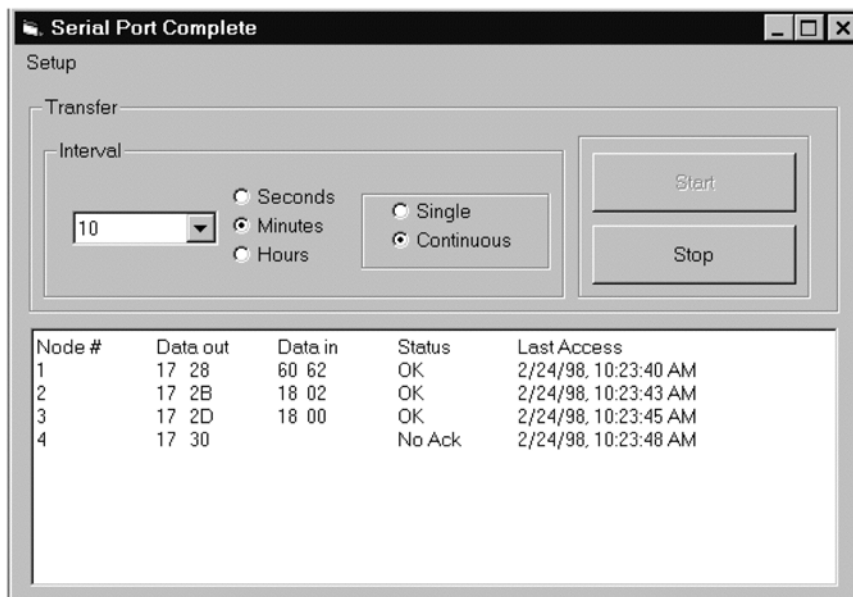 Serial Port Complete
Setup
Transfer
Interval
10
Seconds
Minutes
Hours
Single
Continuous
Start
Stop
Node # Data out Data in Status Last Access
1 17 28 60 62 OK 2/24/98, 10:23:40 AM
2 17 2B 18 02 OK 2/24/98, 10:23:43 AM
3 17 2D 18 00 OK 2/24/98, 10:23:45 AM
4 17 30 No Ack 2/24/98, 10:23:48 AM